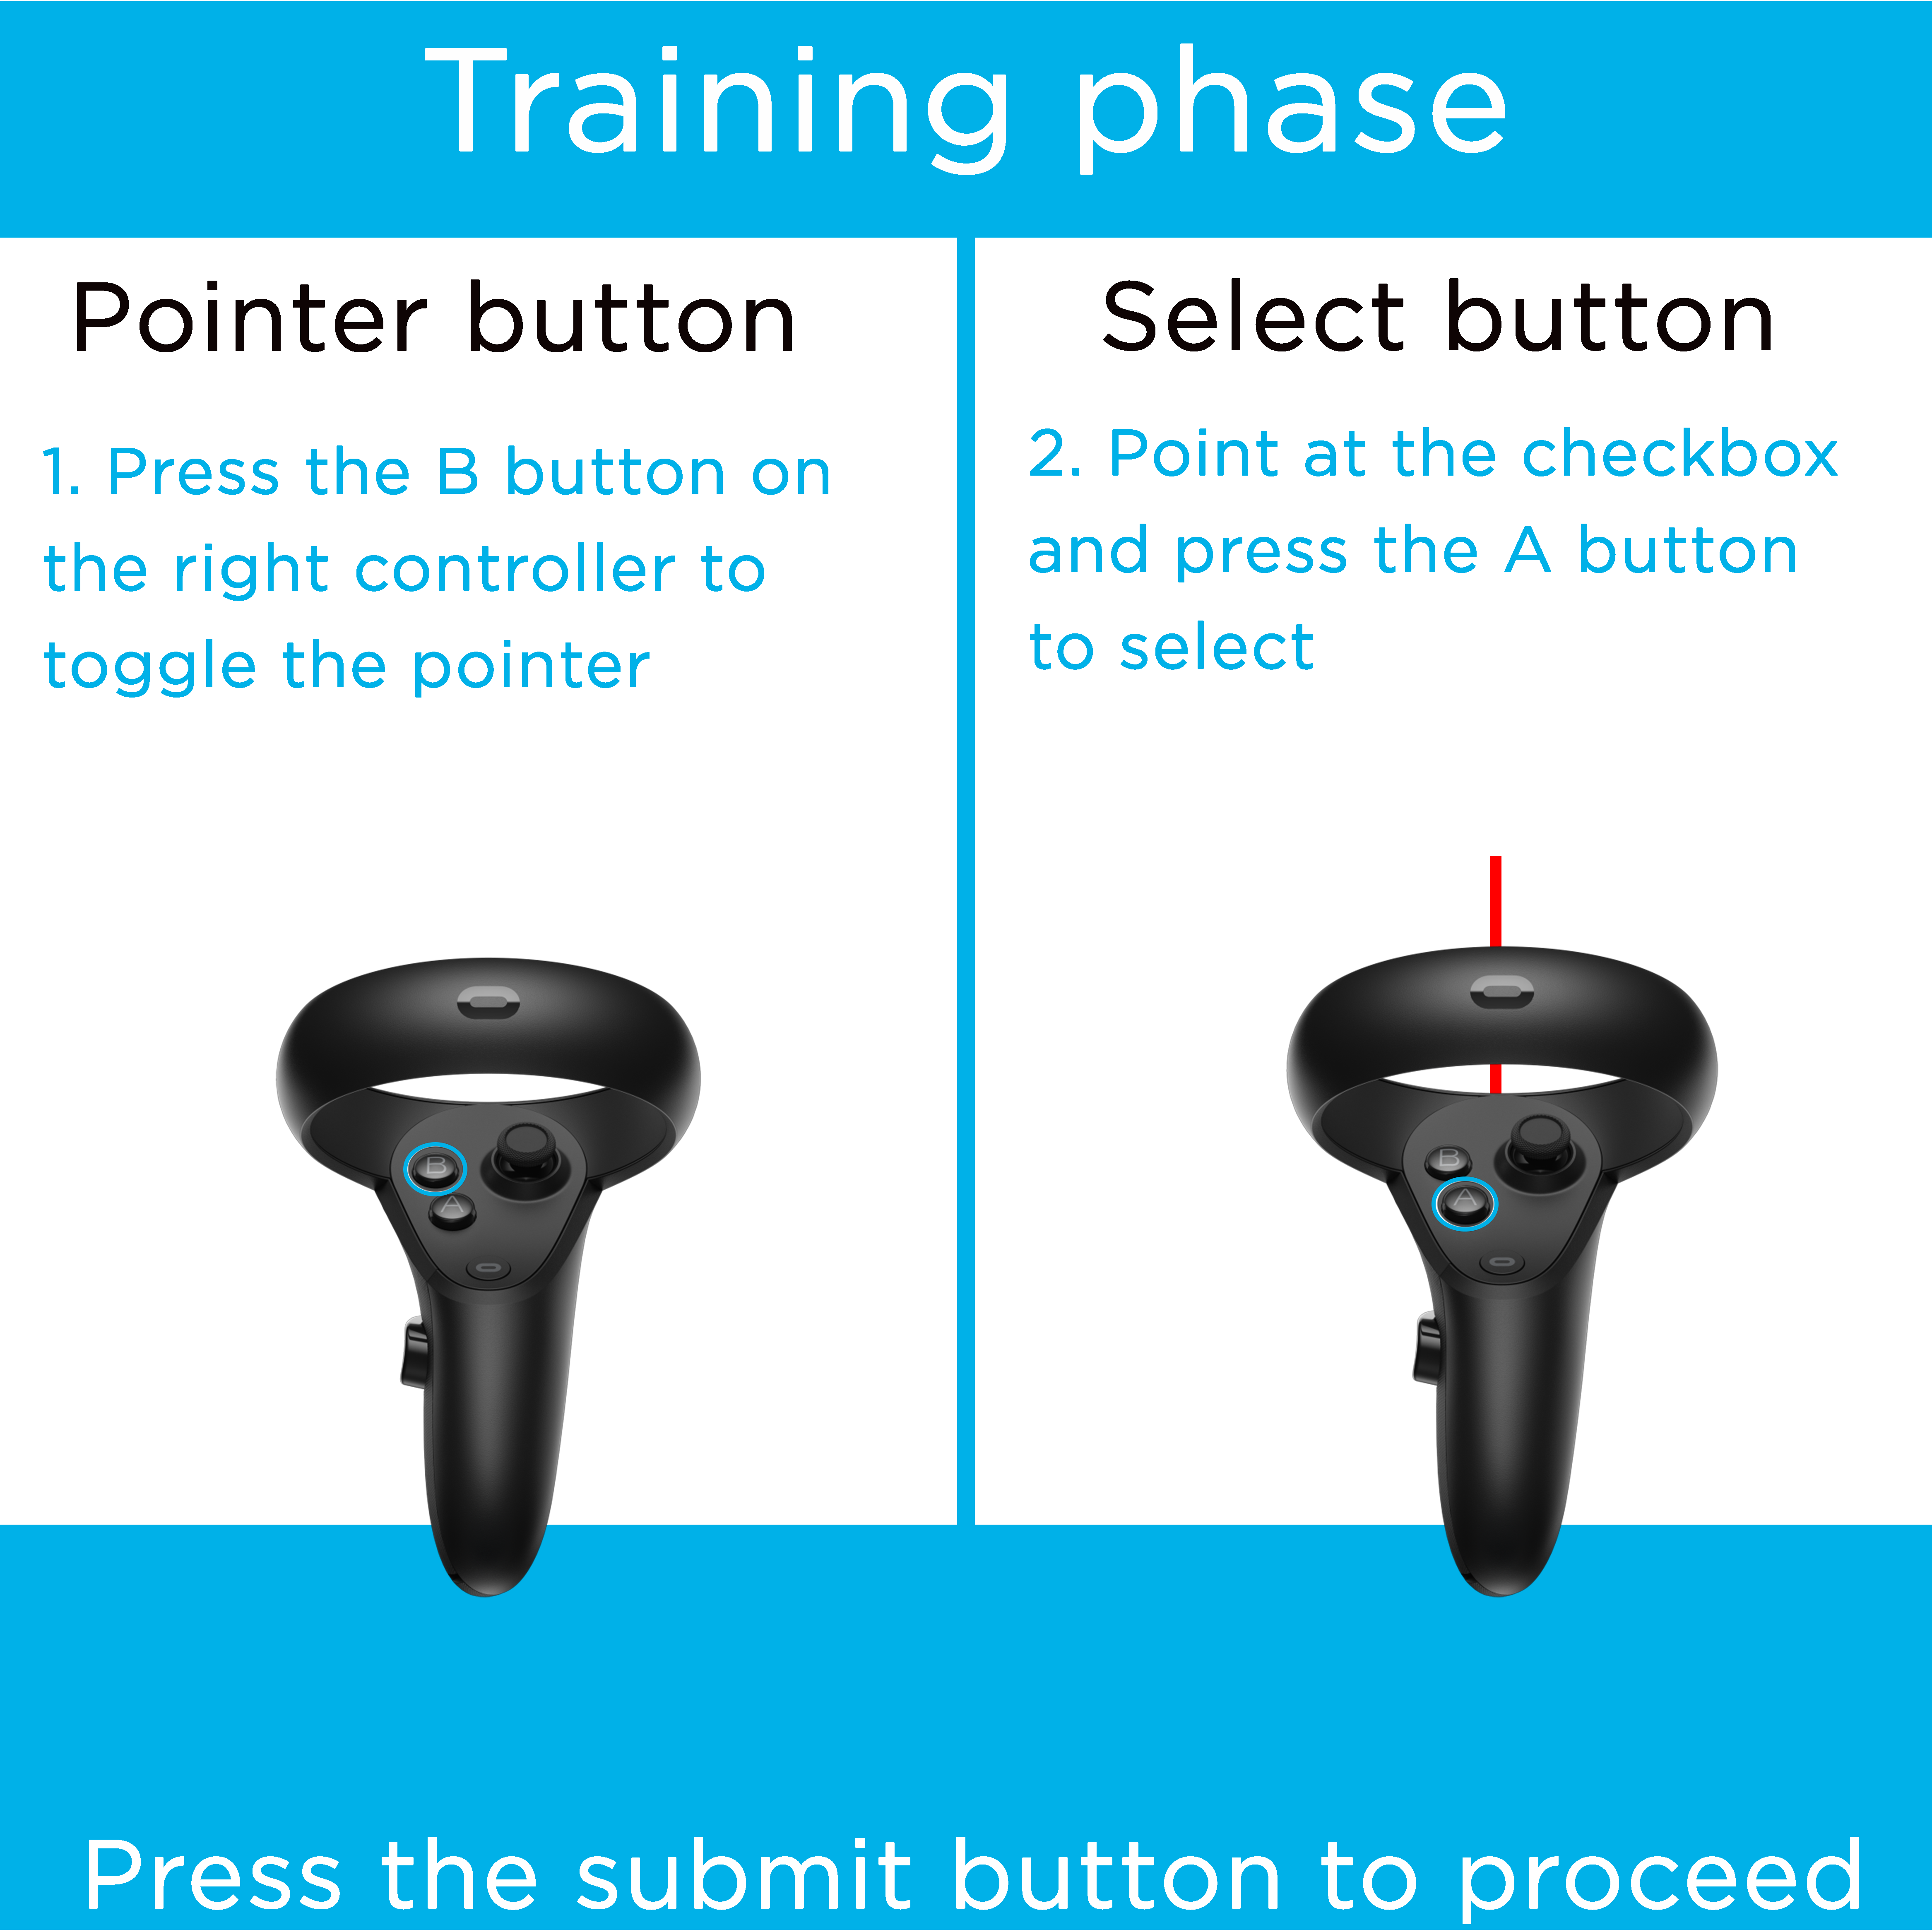 Training phase
Pointer button
1. Press the B button on
the right controller to
toggle the pointer
B
A
Select button
2. Point at the checkbox
and press the A button
to select
B
A
Press the submit button to proceed